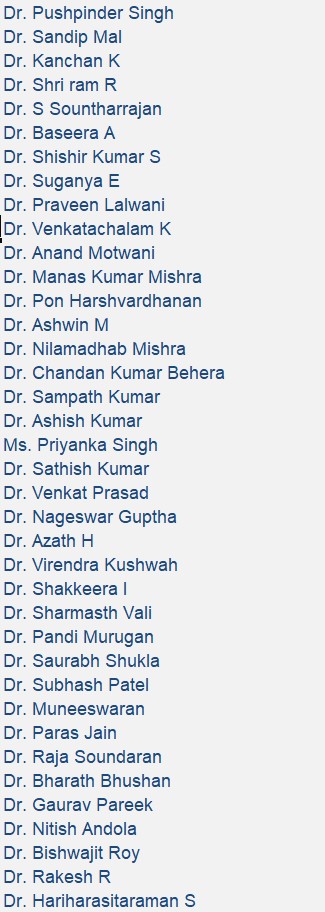 Dr. Pushpinder Singh
Dr. Sandip Mal
Dr. Kanchan K
Dr. Shri ram R
Dr. S Sountharrajan
Dr. Baseera A
Dr. Shishir Kumar S
Dr. Suganya E
Dr. Praveen Lalwani
Dr. Venkatachalam K
Dr. Anand Motwani
Dr. Manas Kumar Mishra
Dr. Pon Harshvardhanan
Dr. Ashwin M
Dr. Nilamadhab Mishra
Dr. Chandan Kumar Behera
Dr. Sampath Kumar
Dr. Ashish Kumar
Ms. Priyanka Singh
Dr. Sathish Kumar
Dr. Venkat Prasad
Dr. Nageswar Guptha
Dr. Azath H
Dr. Virendra Kushwah
Dr. Shakkeera I
Dr. Sharmasth Vali
Dr. Pandi Murugan
Dr. Saurabh Shukla
Dr. Subhash Patel
Dr. Muneeswaran
Dr. Paras Jain
Dr. Raja Soundaran
Dr. Bharath Bhushan
Dr. Gaurav Pareek
Dr. Nitish Andola
Dr. Bishwajit Roy
Dr. Rakesh R
Dr. Hariharasitaraman S